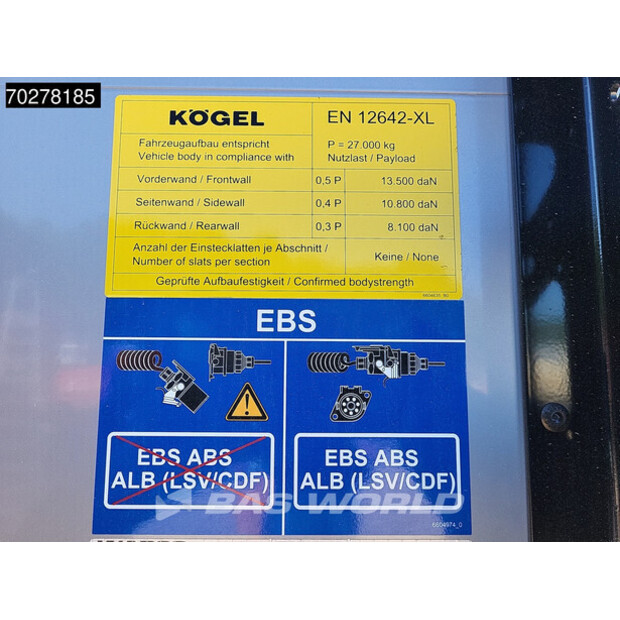 70278185
KÖGEL EN 12642-XL
Fahrzeugaufbau entspricht P = 27.000 kg
Vehicle body in compliance with Nutzlast / Payload
Vorderwand / Frontwall 0,5 P 13.500 daN
Seitenwand / Sidewall 0,4 P 10.800 daN
Rückwand / Rearwall 0,3 P 8.100 daN
Anzahl der Einstecklatten je Abschnitt /
Number of slats per section Keine / None
Geprüfte Aufbaufestigkeit / Confirmed bodystrength
EBS
EBS ABS EBS ABS
ALB (LSV/CDF) ALB (LSV/CDF)
BAS WORLD
6604974_0